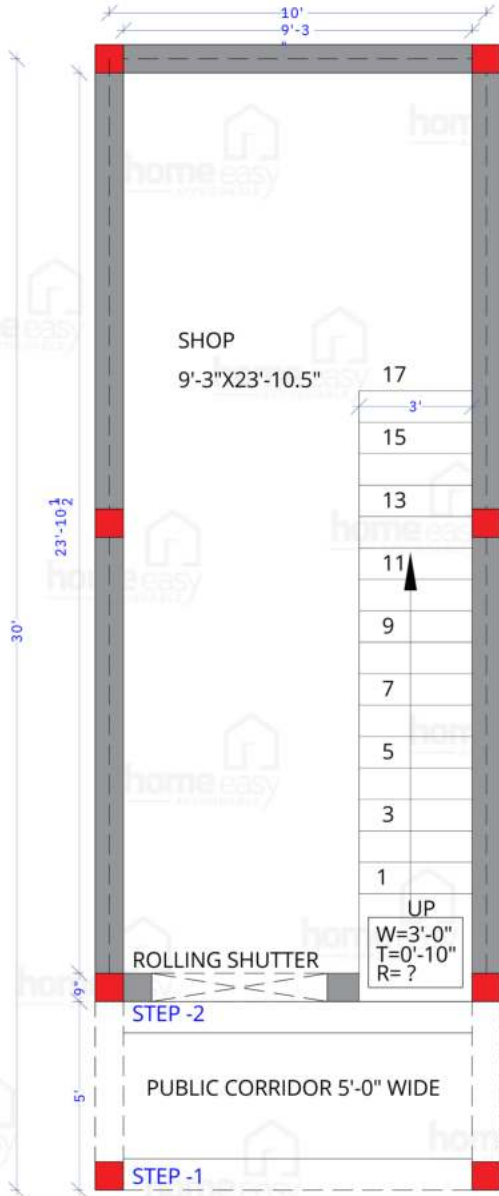 10'
9'-3"
home easy
SHOP
9'-3"X23'-10.5"
17
3'
15
13
23'-10 1/2
11
30'
9
7
5
3
1
UP
W=3'-0"
T=0'-10"
R= ?
ROLLING SHUTTER
9"
STEP -2
5'
PUBLIC CORRIDOR 5'-0" WIDE
STEP -1